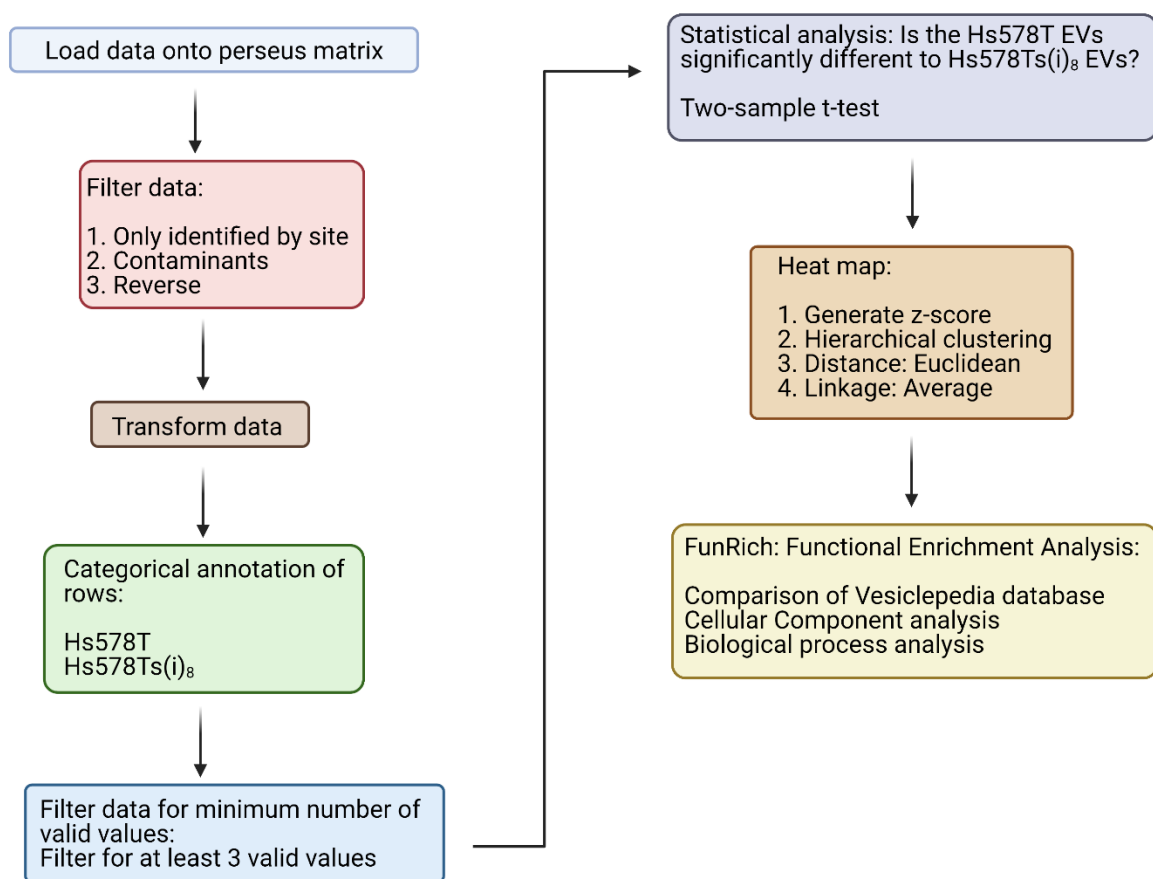 Load data onto perseus matrix
Filter data:
1. Only identified by site
2. Contaminants
3. Reverse
Transform data
Categorical annotation of
rows:
Hs578T
Hs578Ts(i)₈
Filter data for minimum number of
valid values:
Filter for at least 3 valid values
Statistical analysis: Is the Hs578T EVs
significantly different to Hs578Ts(i)₈ EVs?
Two-sample t-test
Heat map:
1. Generate z-score
2. Hierarchical clustering
3. Distance: Euclidean
4. Linkage: Average
FunRich: Functional Enrichment Analysis:
Comparison of Vesiclepedia database
Cellular Component analysis
Biological process analysis